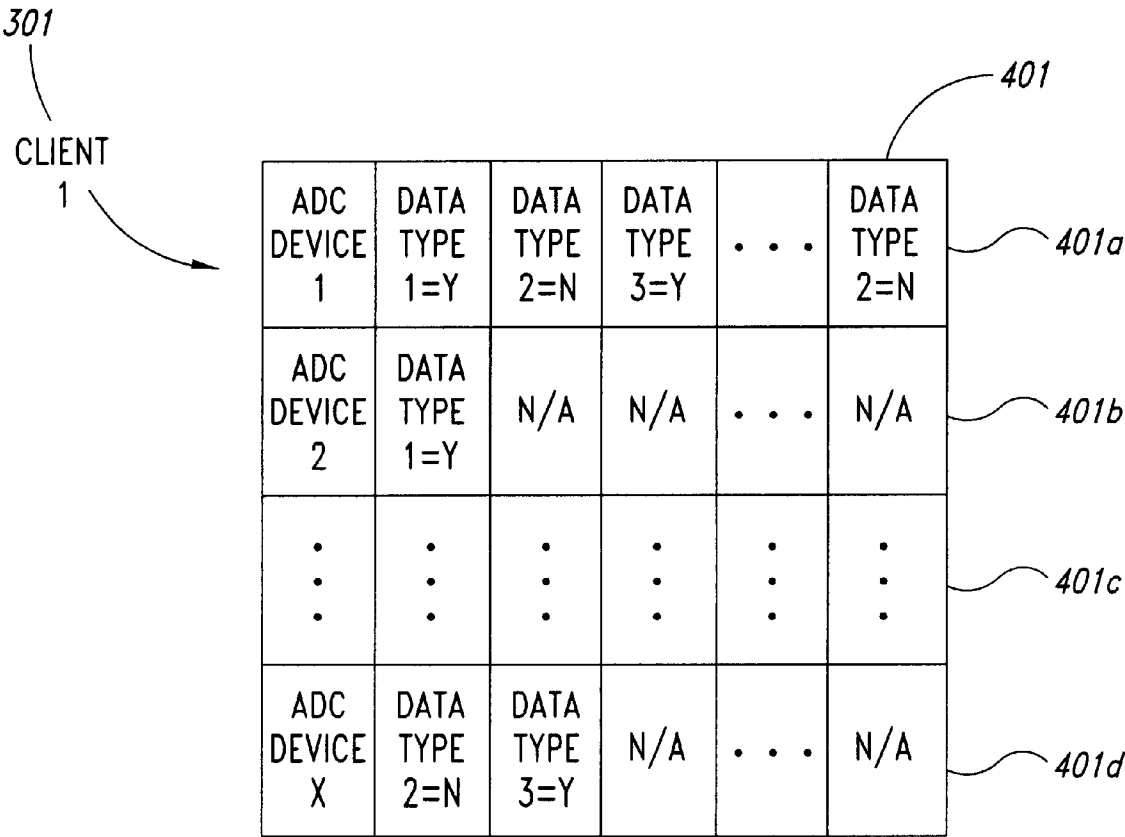 301
CLIENT
1
401
ADC DEVICE 1 DATA TYPE 1=Y DATA TYPE 2=N DATA TYPE 3=Y • • • DATA TYPE 2=N 401a
ADC DEVICE 2 DATA TYPE 1=Y N/A N/A • • • N/A 401b
401c
ADC DEVICE X DATA TYPE 2=N DATA TYPE 3=Y N/A • • • N/A 401d